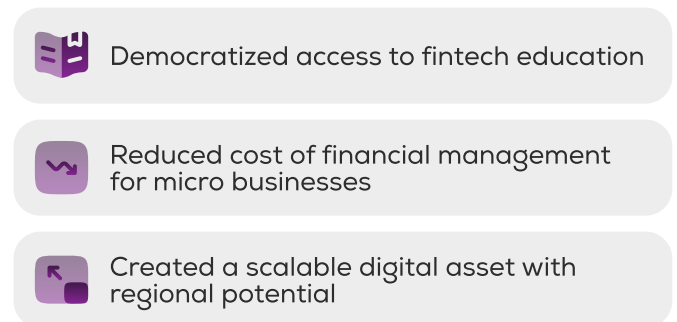 Democratized access to fintech education
Reduced cost of financial management
for micro businesses
Created a scalable digital asset with
regional potential